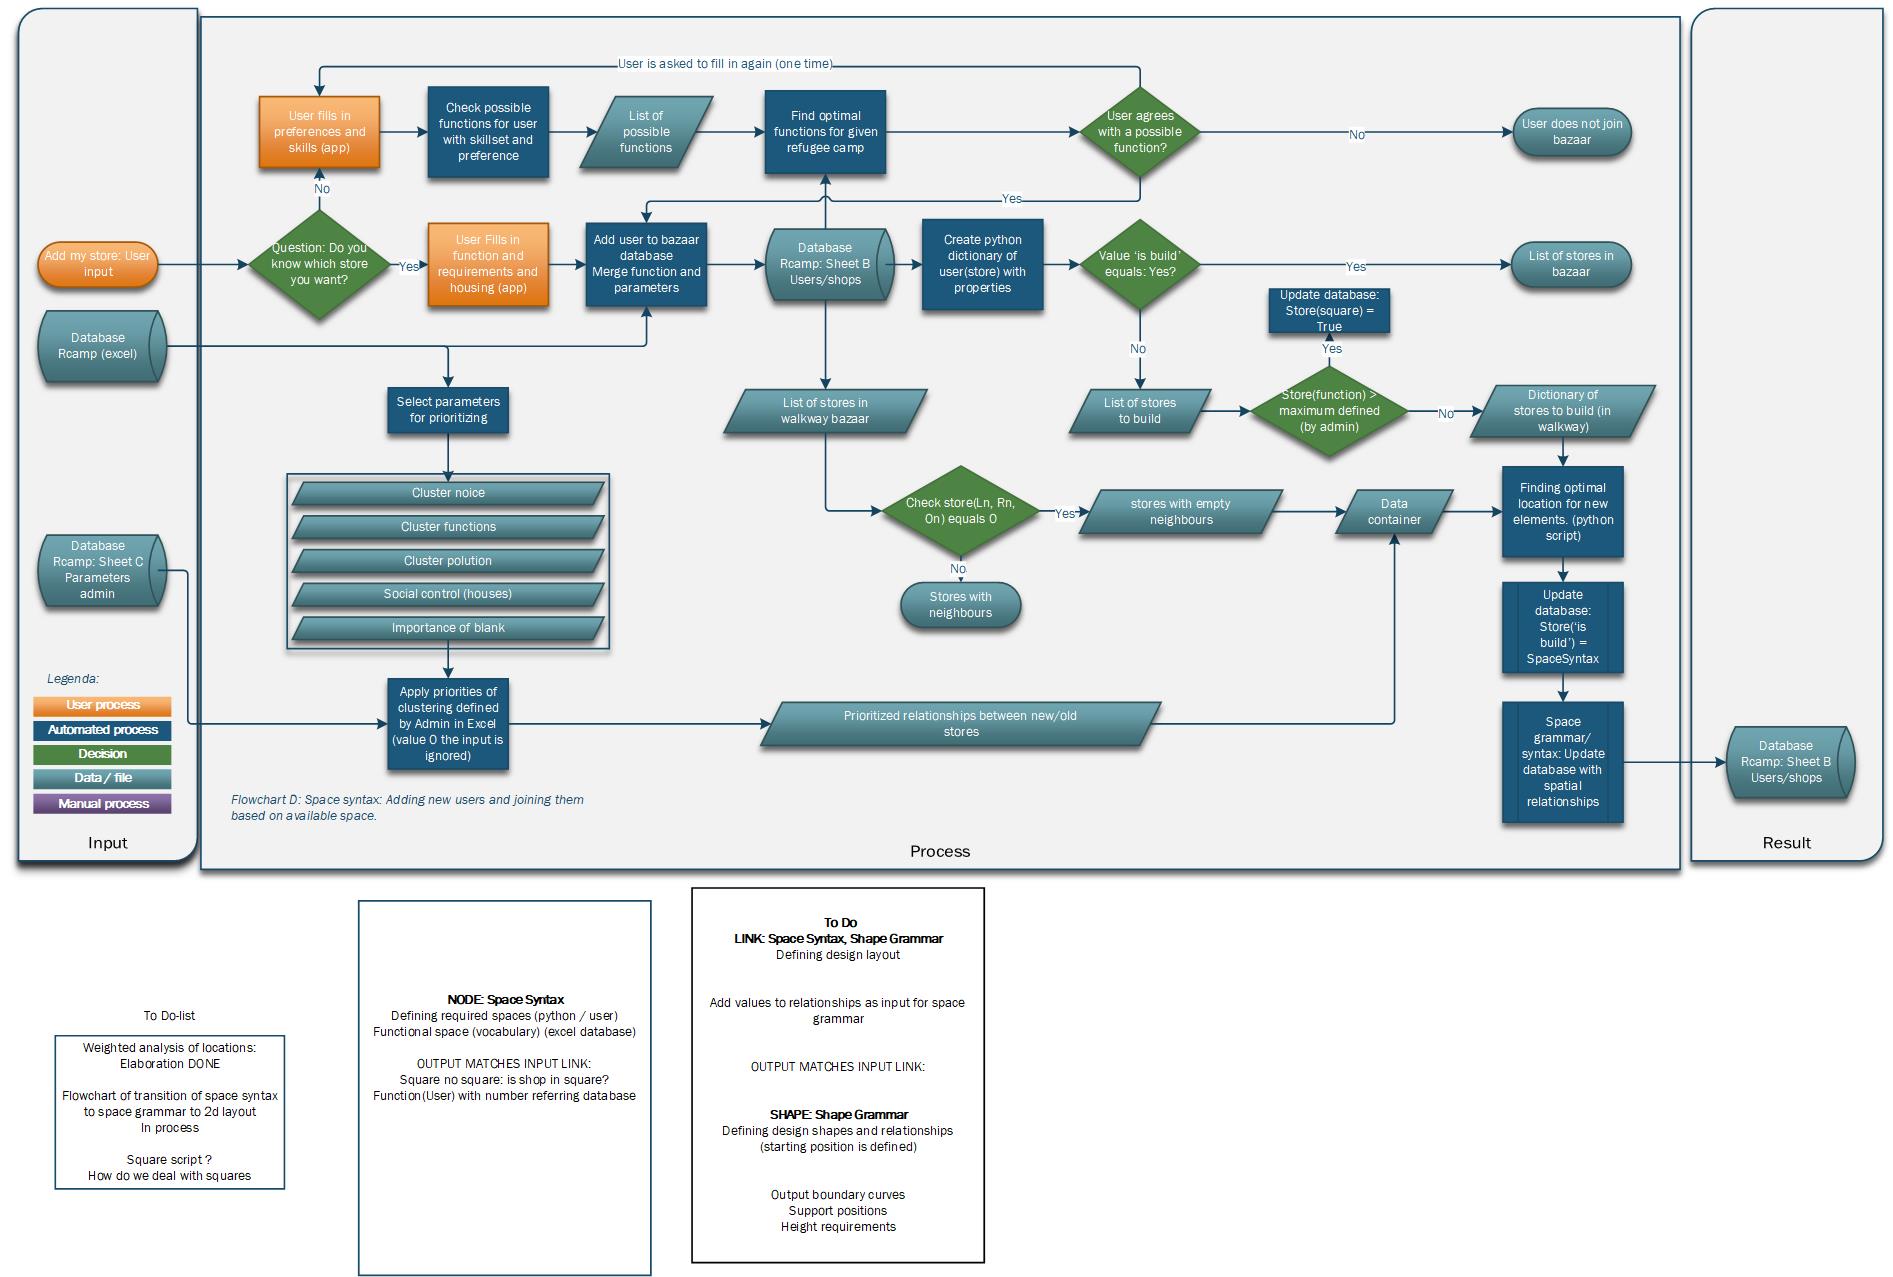 User is asked to fill in again (one time)
User fills in
preferences and
skills (app)
Check possible
functions for user
with skillset and
preference
List of
possible
functions
Find optimal
functions for given
refugee camp
User agrees
with a possible
function?
No
User does not join
bazaar
No
Yes
Add my store: User
input
Question: Do you
know which store
you want?
Yes
User Fills in
function and
requirements and
housing (app)
Add user to bazaar
database
Merge function and
parameters
Database
Rcamp: Sheet B
Users/shops
Create python
dictionary of
user(store) with
properties
Value ‘is build’
equals: Yes?
Yes
List of stores in
bazaar
Update database:
Store(square) =
True
Database
Rcamp (excel)
No
Yes
Select parameters
for prioritizing
List of stores in
walkway bazaar
List of stores
to build
Store(function) >
maximum defined
(by admin)
No
Dictionary of
stores to build (in
walkway)
Cluster noice
Cluster functions
Cluster polution
Social control (houses)
Importance of blank
Check store(Ln, Rn,
On) equals 0
Yes
stores with empty
neighbours
Data
container
Finding optimal
location for new
elements. (python
script)
No
Stores with
neighbours
Database
Rcamp: Sheet C
Parameters
admin
Update
database:
Store(‘is
build’) =
SpaceSyntax
Legenda:
User process
Automated process
Decision
Data / file
Manual process
Apply priorities of
clustering defined
by Admin in Excel
(value 0 the input is
ignored)
Prioritized relationships between new/old
stores
Space
grammar/
syntax: Update
database with
spatial
relationships
Database
Rcamp: Sheet B
Users/shops
Flowchart D: Space syntax: Adding new users and joining them
based on available space.
Input
Process
Result
To Do-list
Weighted analysis of locations:
Elaboration DONE
Flowchart of transition of space syntax
to space grammar to 2d layout
In process
Square script ?
How do we deal with squares
NODE: Space Syntax
Defining required spaces (python / user)
Functional space (vocabulary) (excel database)
OUTPUT MATCHES INPUT LINK:
Square no square: is shop in square?
Function(User) with number referring database
To Do
LINK: Space Syntax, Shape Grammar
Defining design layout
Add values to relationships as input for space
grammar
OUTPUT MATCHES INPUT LINK:
SHAPE: Shape Grammar
Defining design shapes and relationships
(starting position is defined)
Output boundary curves
Support positions
Height requirements